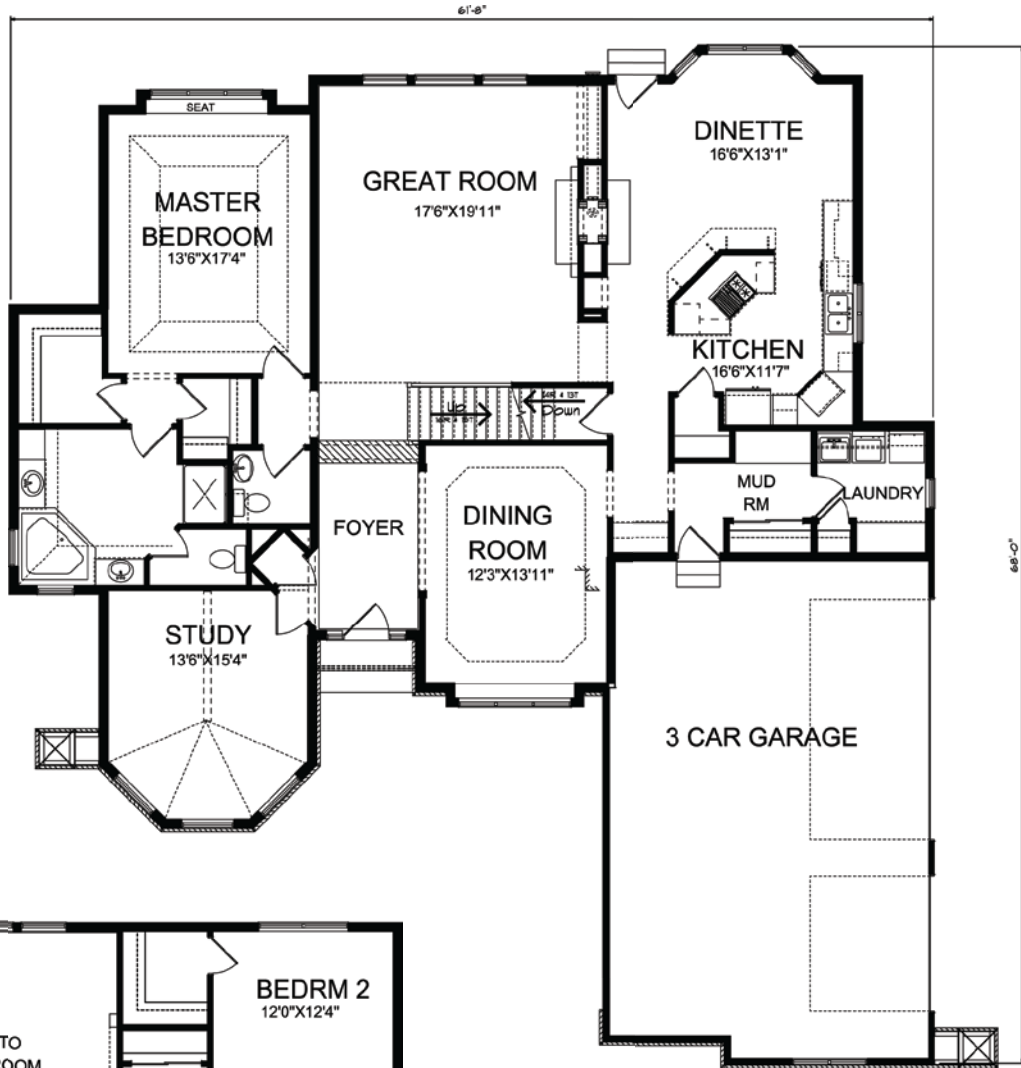 61'-8"
SEAT
DINETTE
16'6"X13'1"
GREAT ROOM
17'6"X19'11"
MASTER
BEDROOM
13'6"X17'4"
KITCHEN
16'6"X11'7"
Up
Down
MUD
RM
LAUNDRY
FOYER
DINING
ROOM
12'3"X13'11"
68'-0"
STUDY
13'6"X15'4"
3 CAR GARAGE
BEDRM 2
12'0"X12'4"
TO